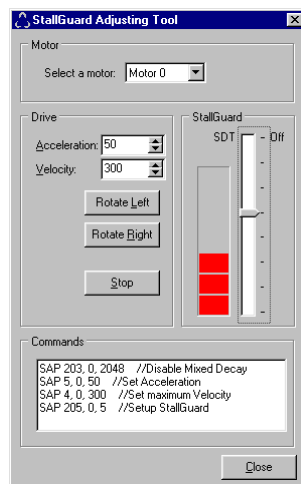 StallGuard Adjusting Tool
Motor
Select a motor: Motor 0
Drive
Acceleration: 50
Velocity: 300
Rotate Left
Rotate Right
Stop
StallGuard
SDT Off
Commands
SAP 203, 0, 2048 //Disable Mixed Decay
SAP 5, 0, 50 //Set Acceleration
SAP 4, 0, 300 //Set maximum Velocity
SAP 205, 0, 5 //Setup StallGuard
Close